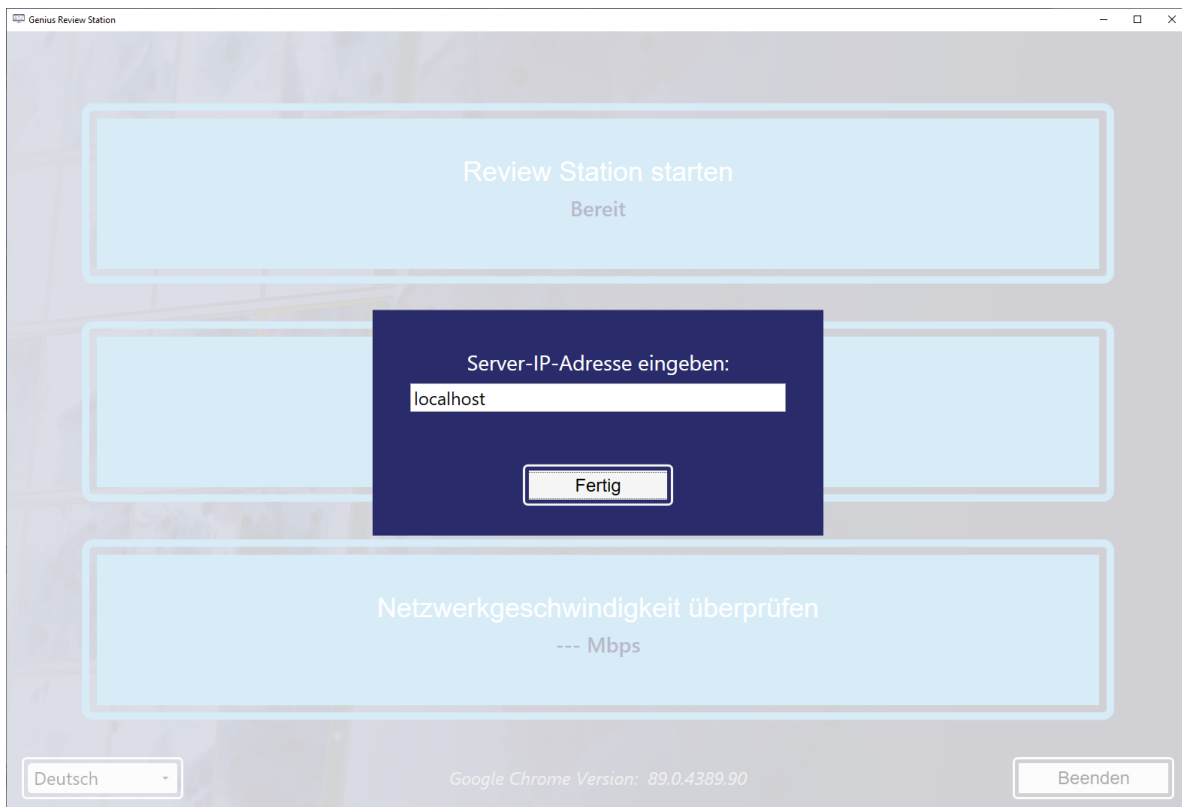 Genius Review Station
Review Station starten
Bereit
Server-IP-Adresse eingeben:
localhost
Fertig
Netzwerkgeschwindigkeit überprüfen
--- Mbps
Deutsch
Google Chrome Version: 89.0.4389.90
Beenden